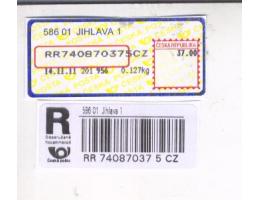 586 01 JIHLAVA 1
ČESKÁ REPUBLIKA
37.00
RR740870375CZ
14.11.11 201 956 0.127kg
R
586 01 Jihlava 1
Doporučeně
Recommandé
Česká pošta
RR 74087037 5 CZ